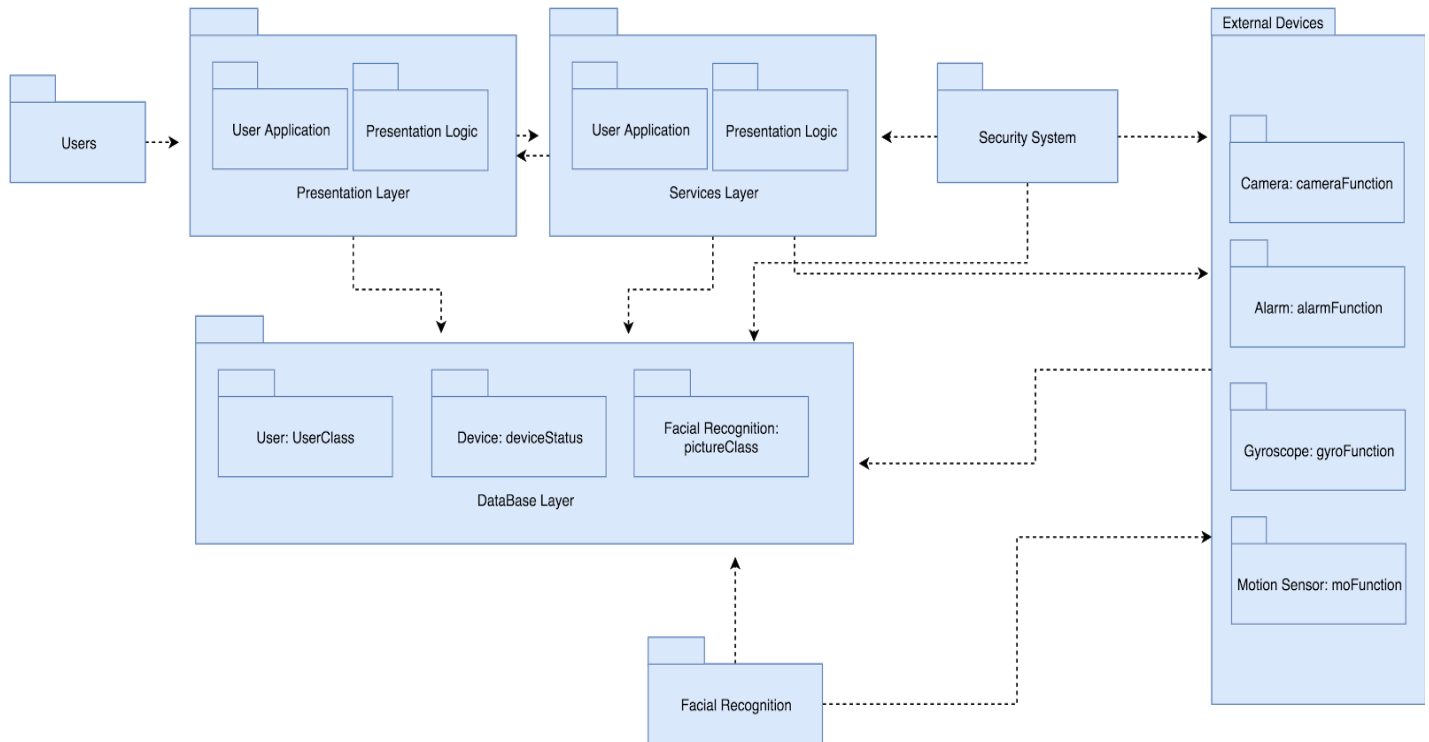 External Devices
Users
User Application
Presentation Logic
Presentation Layer
User Application
Presentation Logic
Services Layer
Security System
Camera: cameraFunction
Alarm: alarmFunction
Gyroscope: gyroFunction
Motion Sensor: moFunction
User: UserClass
Device: deviceStatus
Facial Recognition:
pictureClass
DataBase Layer
Facial Recognition